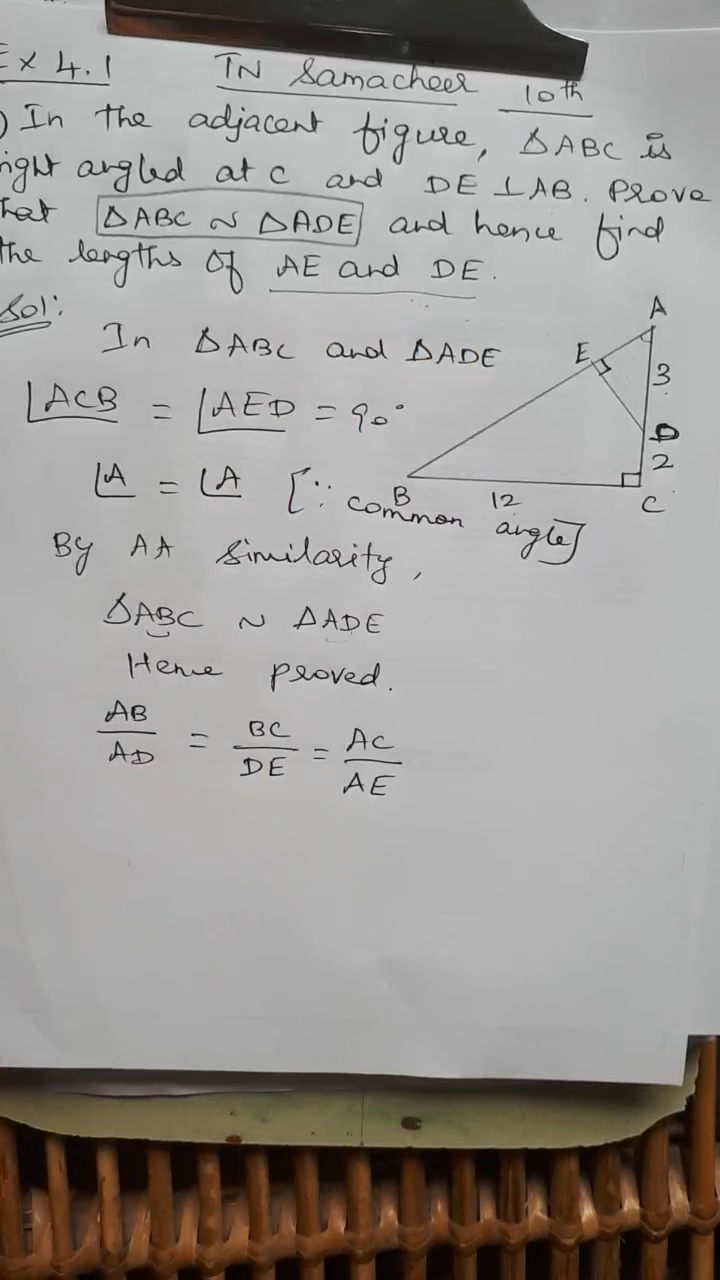 Ex 4.1 TN Samacheer 10th
) In the adjacent figure, ΔABC is
right angled at C and DE ⊥ AB. Prove
that ΔABC ~ ΔADE and hence find
the lengths of AE and DE.
Sol:
In ΔABC and ΔADE
∠ACB = ∠AED = 90°
∠A = ∠A [∵ common angle]
By AA similarity,
ΔABC ~ ΔADE
Hence proved.
AB/AD = BC/DE = AC/AE
A
E
3
D
2
B
12
C